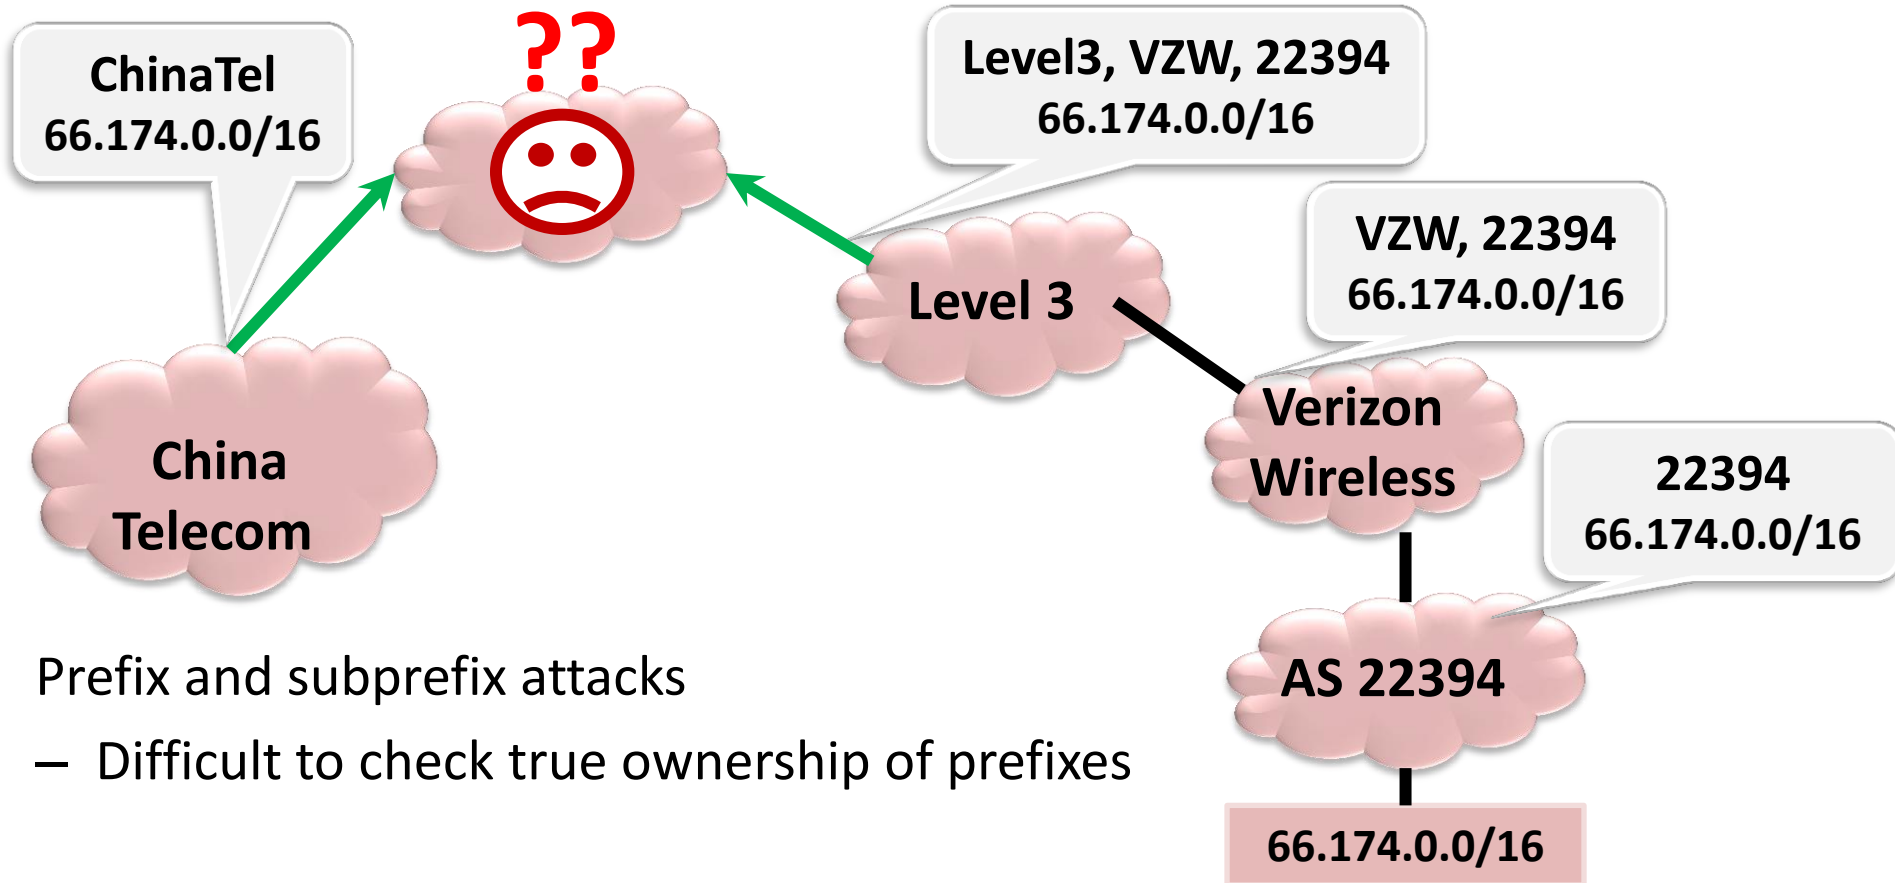 ??
ChinaTel
66.174.0.0/16
Level3, VZW, 22394
66.174.0.0/16
VZW, 22394
66.174.0.0/16
Level 3
Verizon
Wireless
China
Telecom
22394
66.174.0.0/16
AS 22394
66.174.0.0/16
Prefix and subprefix attacks
– Difficult to check true ownership of prefixes